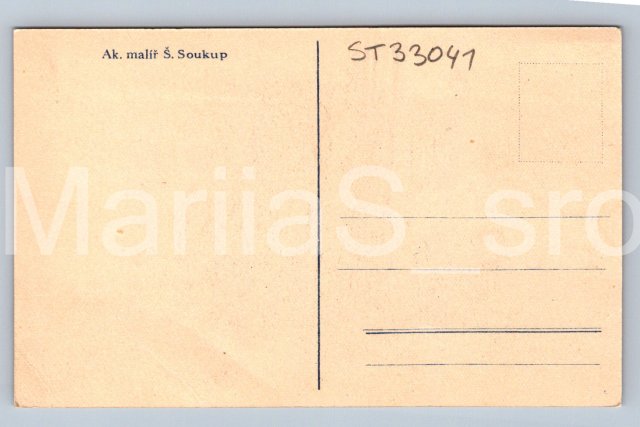 Ak. malíř Š. Soukup
ST33041
MariiaS_sro